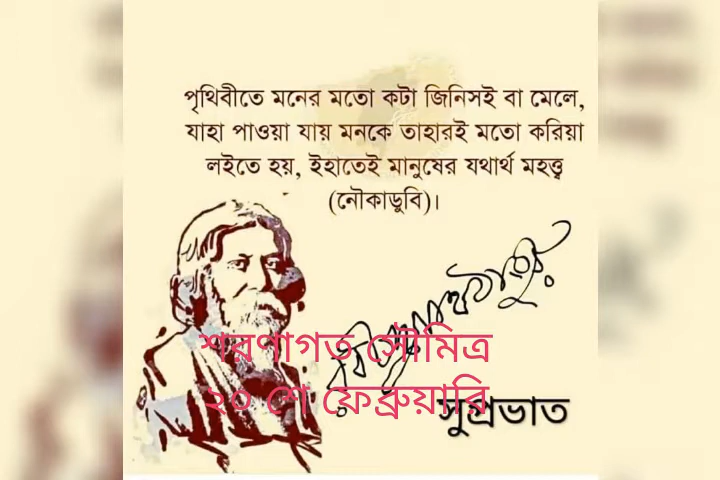 পৃথিবীতে মনের মতো কটা জিনিসই বা মেলে,
যাহা পাওয়া যায় মনকে তাহারই মতো করিয়া
লইতে হয়, ইহাতেই মানুষের যথার্থ মহত্ত্ব
(নৌকাডুবি)।
শরণাগত সৌমিত্র
২০ শে ফেব্রুয়ারি
সুপ্রভাত